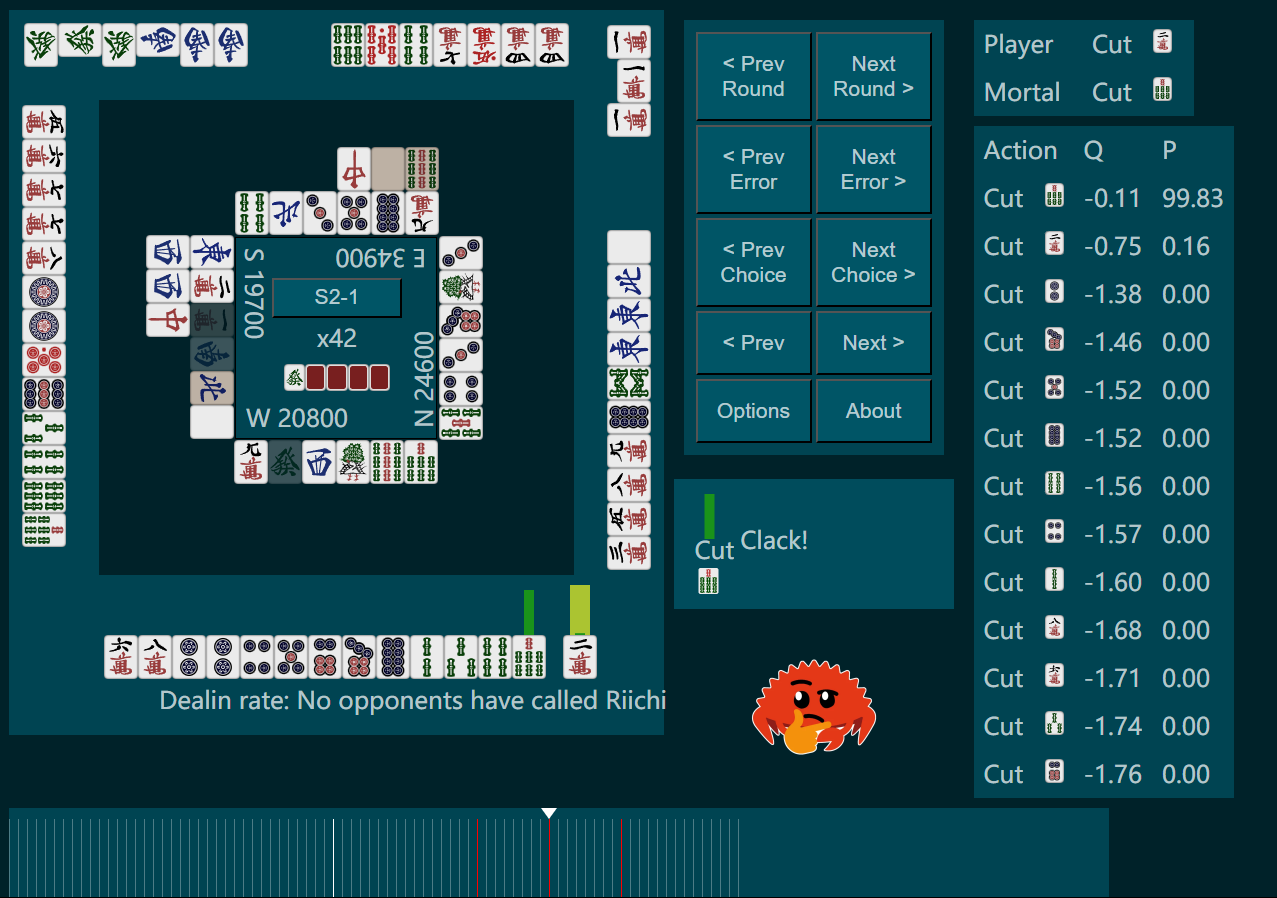 S 19700
E 34900
S2-1
x42
N 24600
W 20800
Dealin rate: No opponents have called Riichi
< Prev
Round
Next
Round >
< Prev
Error
Next
Error >
< Prev
Choice
Next
Choice >
< Prev
Next >
Options
About
Cut
Clack!
Player Cut
Mortal Cut
Action Q P
Cut -0.11 99.83
Cut -0.75 0.16
Cut -1.38 0.00
Cut -1.46 0.00
Cut -1.52 0.00
Cut -1.52 0.00
Cut -1.56 0.00
Cut -1.57 0.00
Cut -1.60 0.00
Cut -1.68 0.00
Cut -1.71 0.00
Cut -1.74 0.00
Cut -1.76 0.00